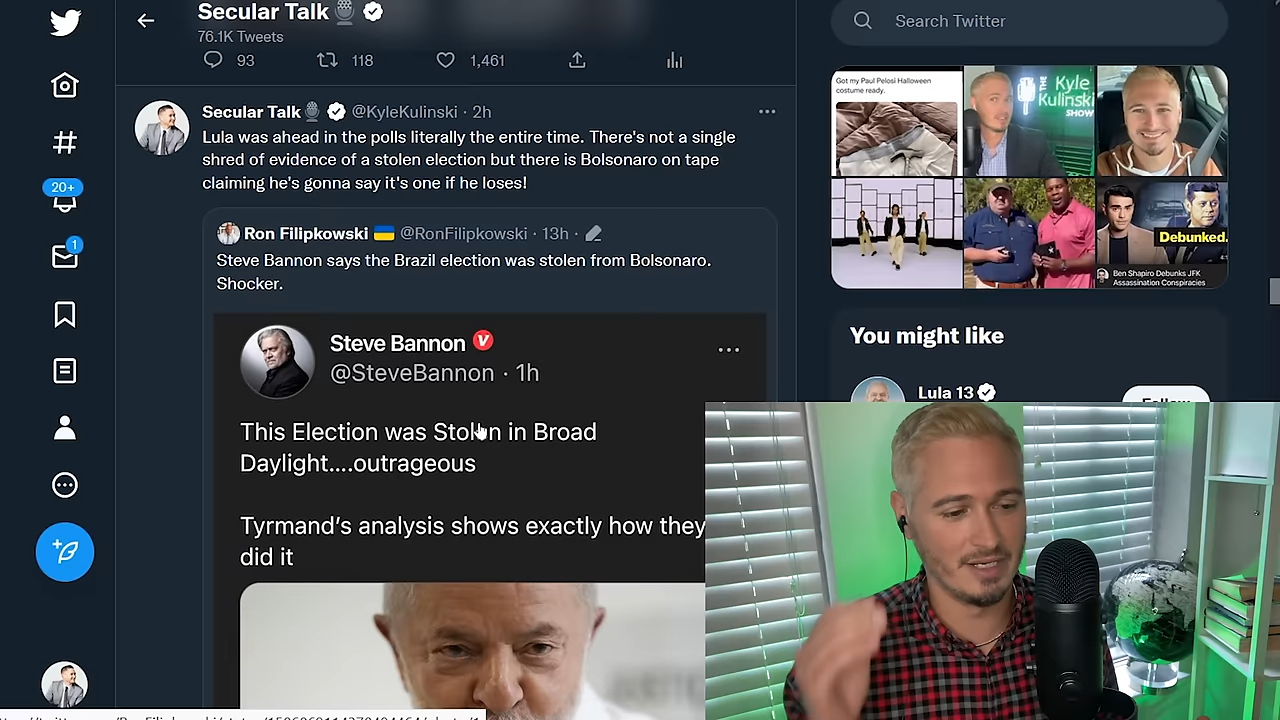 Secular Talk
76.1K Tweets
Search Twitter
93
118
1,461
Secular Talk @KyleKulinski · 2h
Lula was ahead in the polls literally the entire time. There's not a single
shred of evidence of a stolen election but there is Bolsonaro on tape
claiming he's gonna say it's one if he loses!
Ron Filipkowski @RonFilipkowski · 13h ·
Steve Bannon says the Brazil election was stolen from Bolsonaro.
Shocker.
Steve Bannon V
@SteveBannon · 1h
This Election was Stolen in Broad
Daylight....outrageous
Tyrmand's analysis shows exactly how they
did it
20+
1
Got my Paul Pelosi Halloween
costume ready.
THE
Kyle
Kulinski
SHOW
Debunked.
Ben Shapiro Debunks JFK
Assassination Conspiracies
You might like
Lula 13
Follow